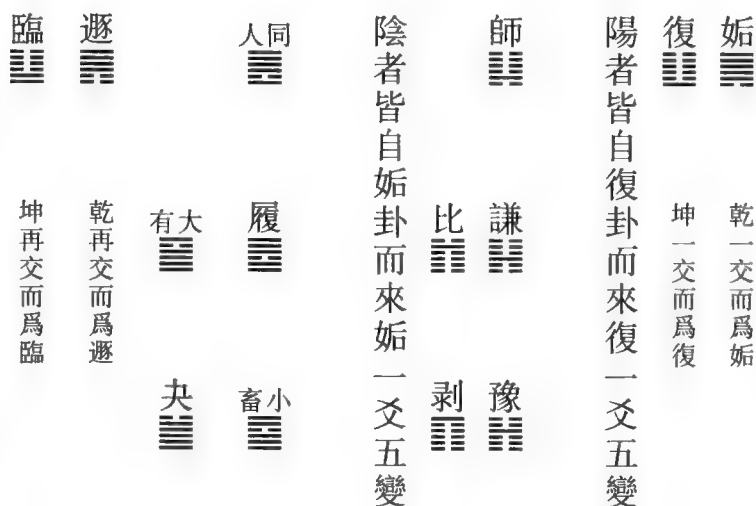 姤
乾一交而爲姤
復
坤一交而爲復
陽者皆自復卦而來復一爻五變
師
謙
豫
比
剥
陰者皆自姤卦而來姤一爻五變
同人
履
小畜
大有
夬
遯
乾再交而爲遯
臨
坤再交而爲臨